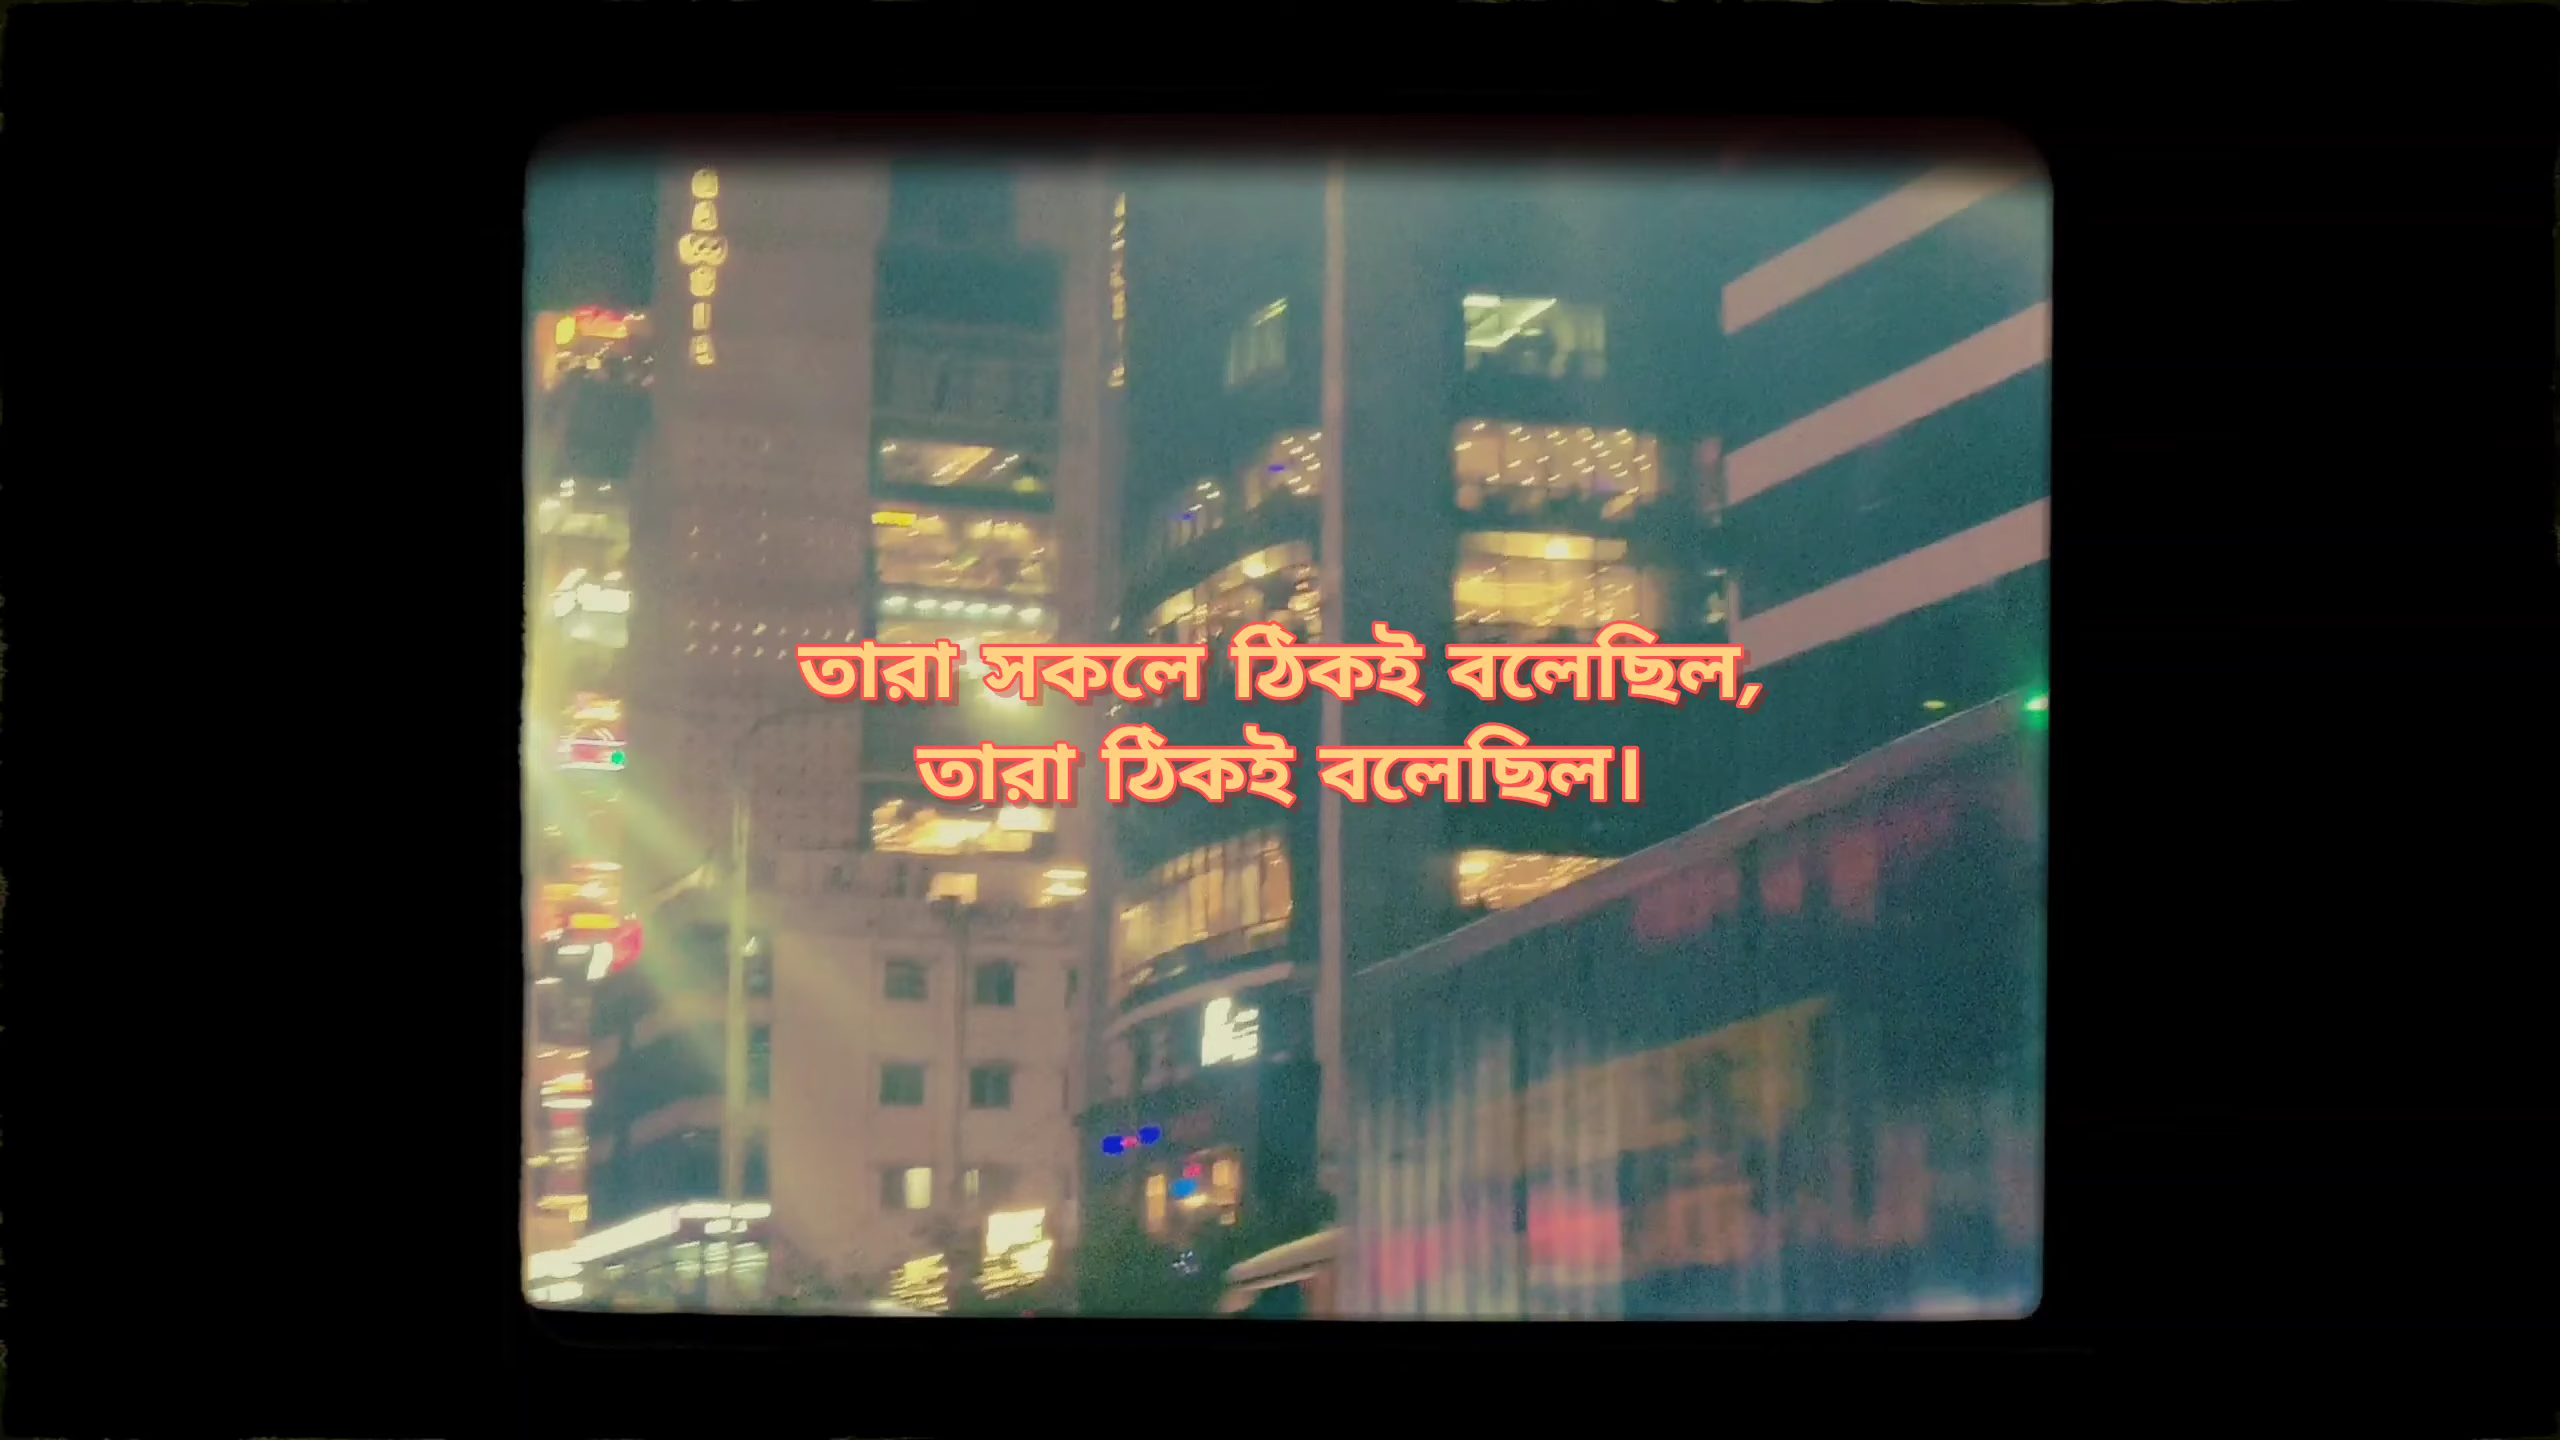 তারা সকলে ঠিকই বলেছিল,
তারা ঠিকই বলেছিল।